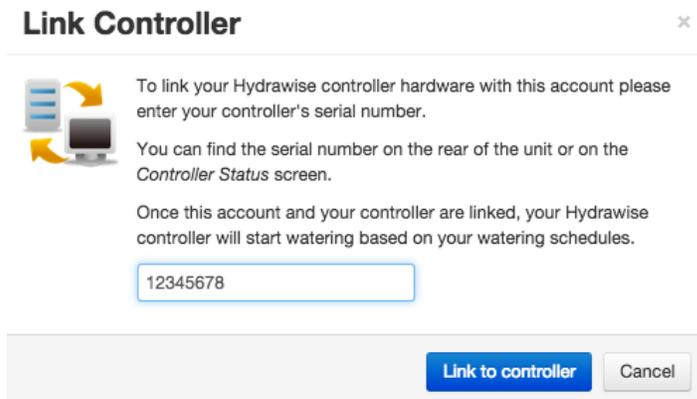 Link Controller
×
To link your Hydrawise controller hardware with this account please
enter your controller's serial number.
You can find the serial number on the rear of the unit or on the
Controller Status screen.
Once this account and your controller are linked, your Hydrawise
controller will start watering based on your watering schedules.
12345678
Link to controller
Cancel